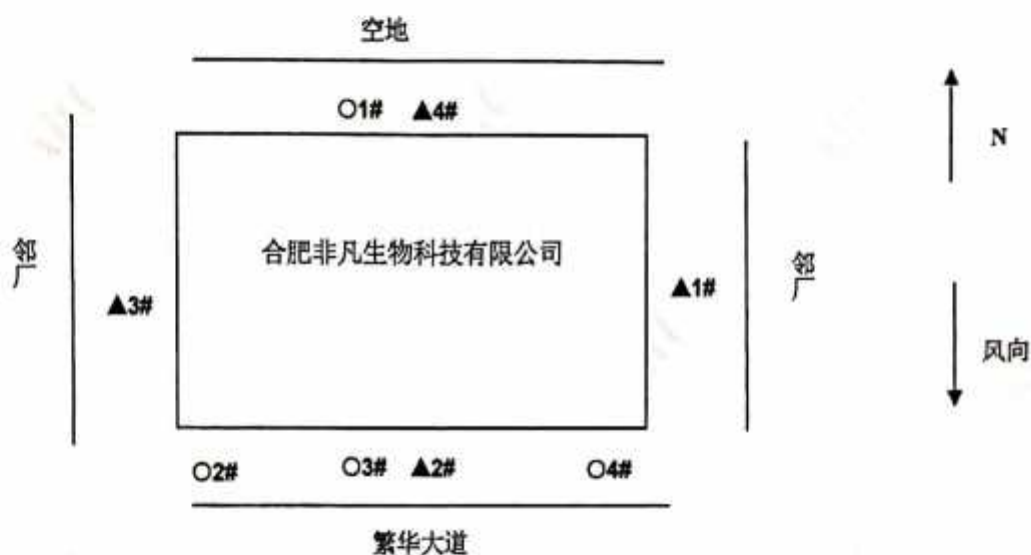 空地
○1# ▲4#
N
合肥非凡生物科技有限公司
邻厂
邻厂
▲3#
▲1#
风向
○2# ○3# ▲2# ○4#
繁华大道